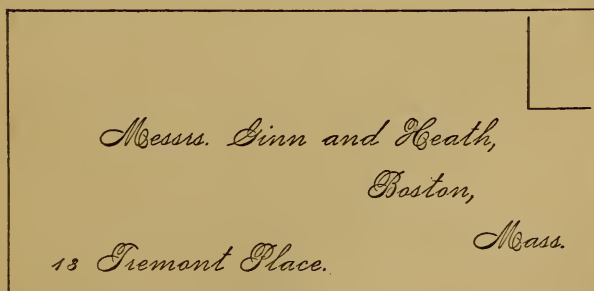 Messrs. Ginn and Heath,
Boston,
Mass.
13 Tremont Place.